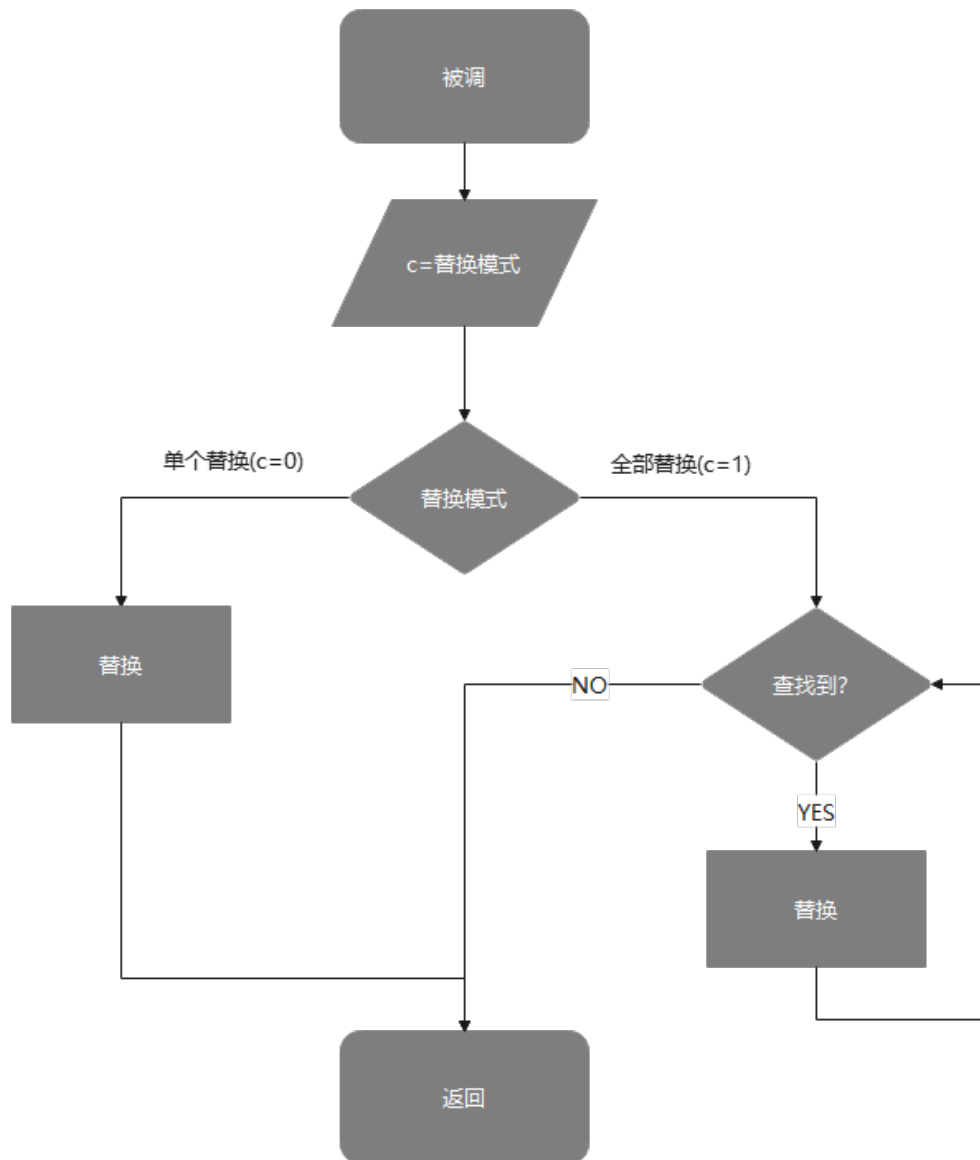 被调
c=替换模式
单个替换(c=0)
全部替换(c=1)
替换模式
替换
NO
查找到?
YES
替换
返回